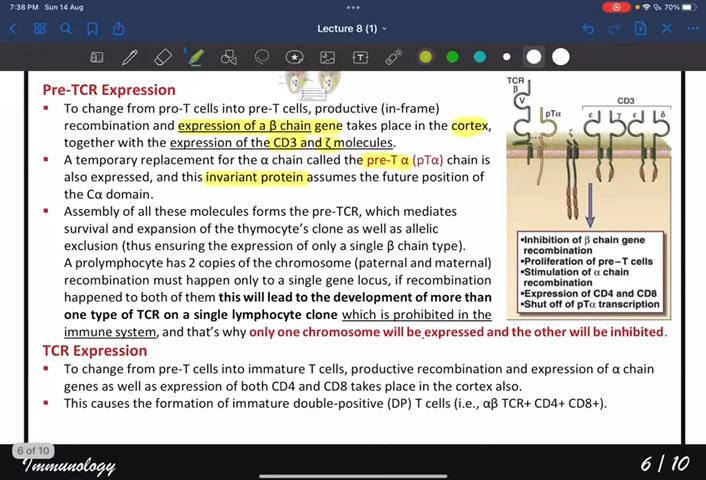 7:38 PM Sun 14 Aug
70%
Lecture 8 (1)
Pre-TCR Expression
▪ To change from pro-T cells into pre-T cells, productive (in-frame)
recombination and expression of a β chain gene takes place in the cortex,
together with the expression of the CD3 and ζ molecules.
▪ A temporary replacement for the α chain called the pre-T α (pTα) chain is
also expressed, and this invariant protein assumes the future position of
the Cα domain.
▪ Assembly of all these molecules forms the pre-TCR, which mediates
survival and expansion of the thymocyte's clone as well as allelic
exclusion (thus ensuring the expression of only a single β chain type).
A prolymphocyte has 2 copies of the chromosome (paternal and maternal)
recombination must happen only to a single gene locus, if recombination
happened to both of them this will lead to the development of more than
one type of TCR on a single lymphocyte clone which is prohibited in the
immune system, and that's why only one chromosome will be expressed and the other will be inhibited.
TCR
β
V
pTα
CD3
ζ
ε γ ε δ
•Inhibition of β chain gene
recombination
•Proliferation of pre-T cells
•Stimulation of α chain
recombination
•Expression of CD4 and CD8
•Shut off of pTα transcription
TCR Expression
▪ To change from pre-T cells into immature T cells, productive recombination and expression of α chain
genes as well as expression of both CD4 and CD8 takes place in the cortex also.
▪ This causes the formation of immature double-positive (DP) T cells (i.e., αβ TCR+ CD4+ CD8+).
6 of 10
Immunology
6 / 10